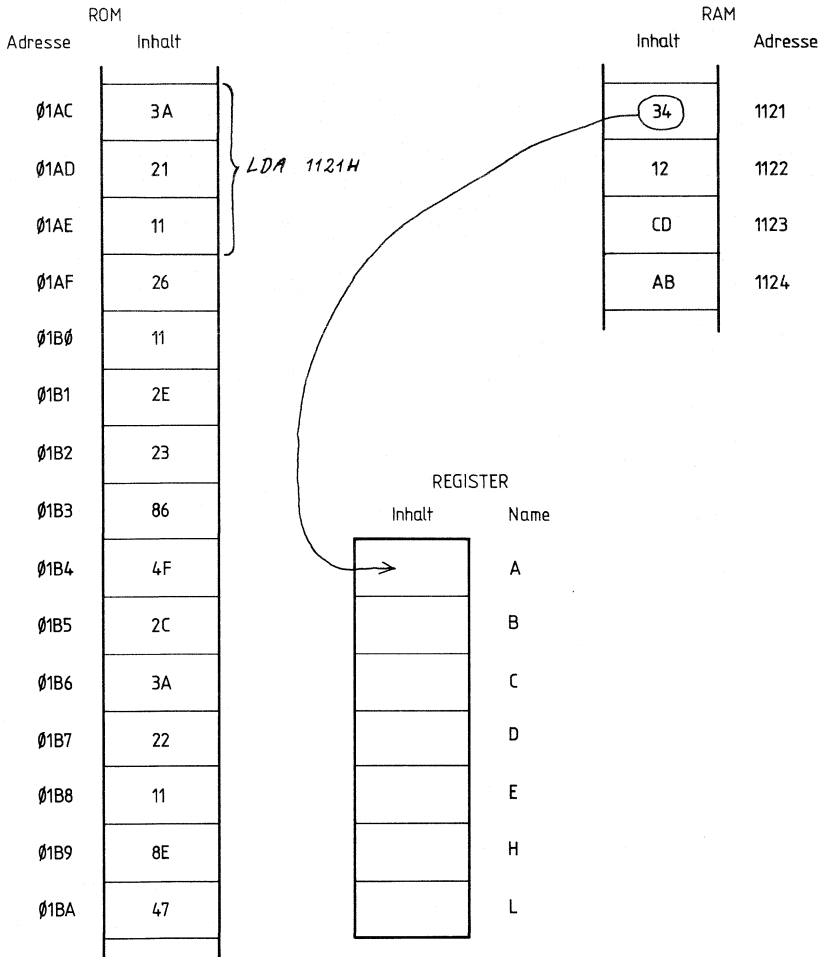 ROM
Adresse Inhalt
Ø1AC 3A
Ø1AD 21
Ø1AE 11
Ø1AF 26
Ø1BØ 11
Ø1B1 2E
Ø1B2 23
Ø1B3 86
Ø1B4 4F
Ø1B5 2C
Ø1B6 3A
Ø1B7 22
Ø1B8 11
Ø1B9 8E
Ø1BA 47
LDA 1121H
RAM
Inhalt Adresse
34 1121
12 1122
CD 1123
AB 1124
REGISTER
Inhalt Name
A
B
C
D
E
H
L